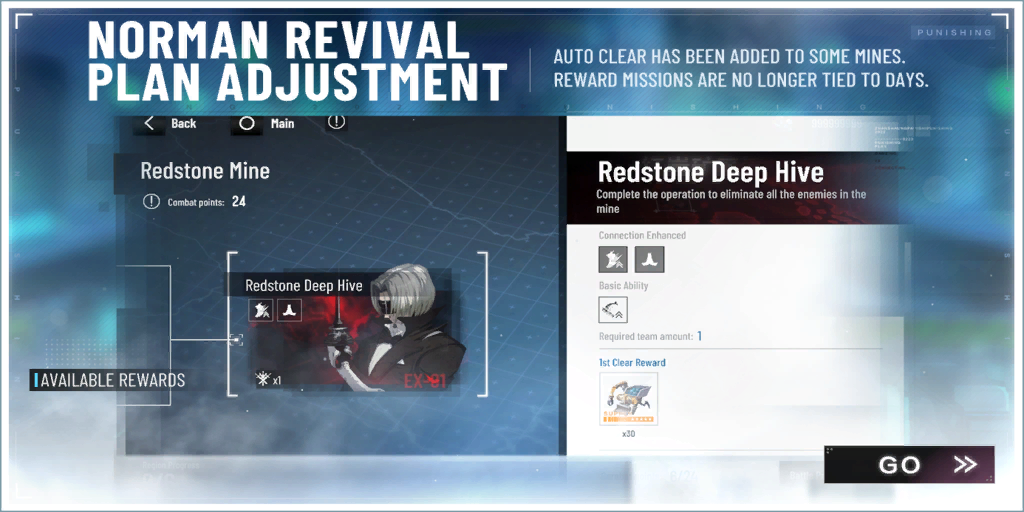 NORMAN REVIVAL
PLAN ADJUSTMENT
AUTO CLEAR HAS BEEN ADDED TO SOME MINES.
REWARD MISSIONS ARE NO LONGER TIED TO DAYS.
PUNISHING
Back
Main
Redstone Mine
Combat points: 24
Redstone Deep Hive
x1
EX-01
AVAILABLE REWARDS
Redstone Deep Hive
Complete the operation to eliminate all the enemies in the
mine
Connection Enhanced
Basic Ability
Required team amount: 1
1st Clear Reward
x30
GO